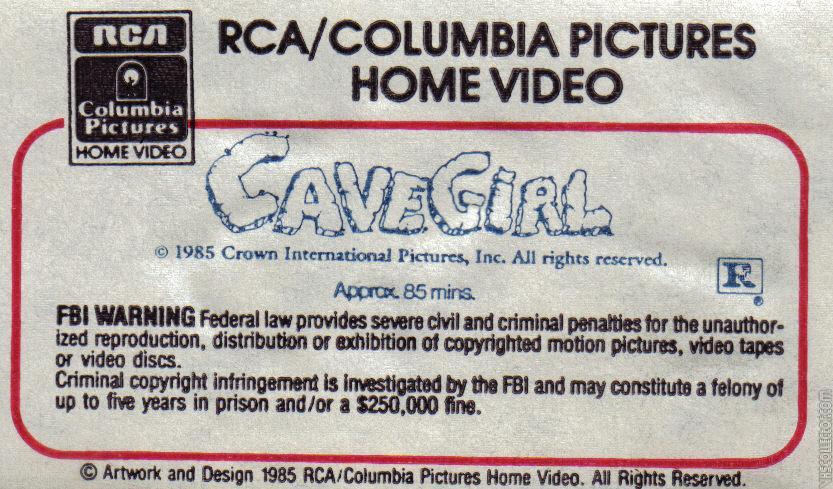 RCA
Columbia
Pictures
HOME VIDEO
RCA/COLUMBIA PICTURES
HOME VIDEO
CAVEGIRL
© 1985 Crown International Pictures, Inc. All rights reserved.
Approx. 85 mins.
R
®
FBI WARNING Federal law provides severe civil and criminal penalties for the unauthor-
ized reproduction, distribution or exhibition of copyrighted motion pictures, video tapes
or video discs.
Criminal copyright infringement is investigated by the FBI and may constitute a felony of
up to five years in prison and/or a $250,000 fine.
© Artwork and Design 1985 RCA/Columbia Pictures Home Video. All Rights Reserved.